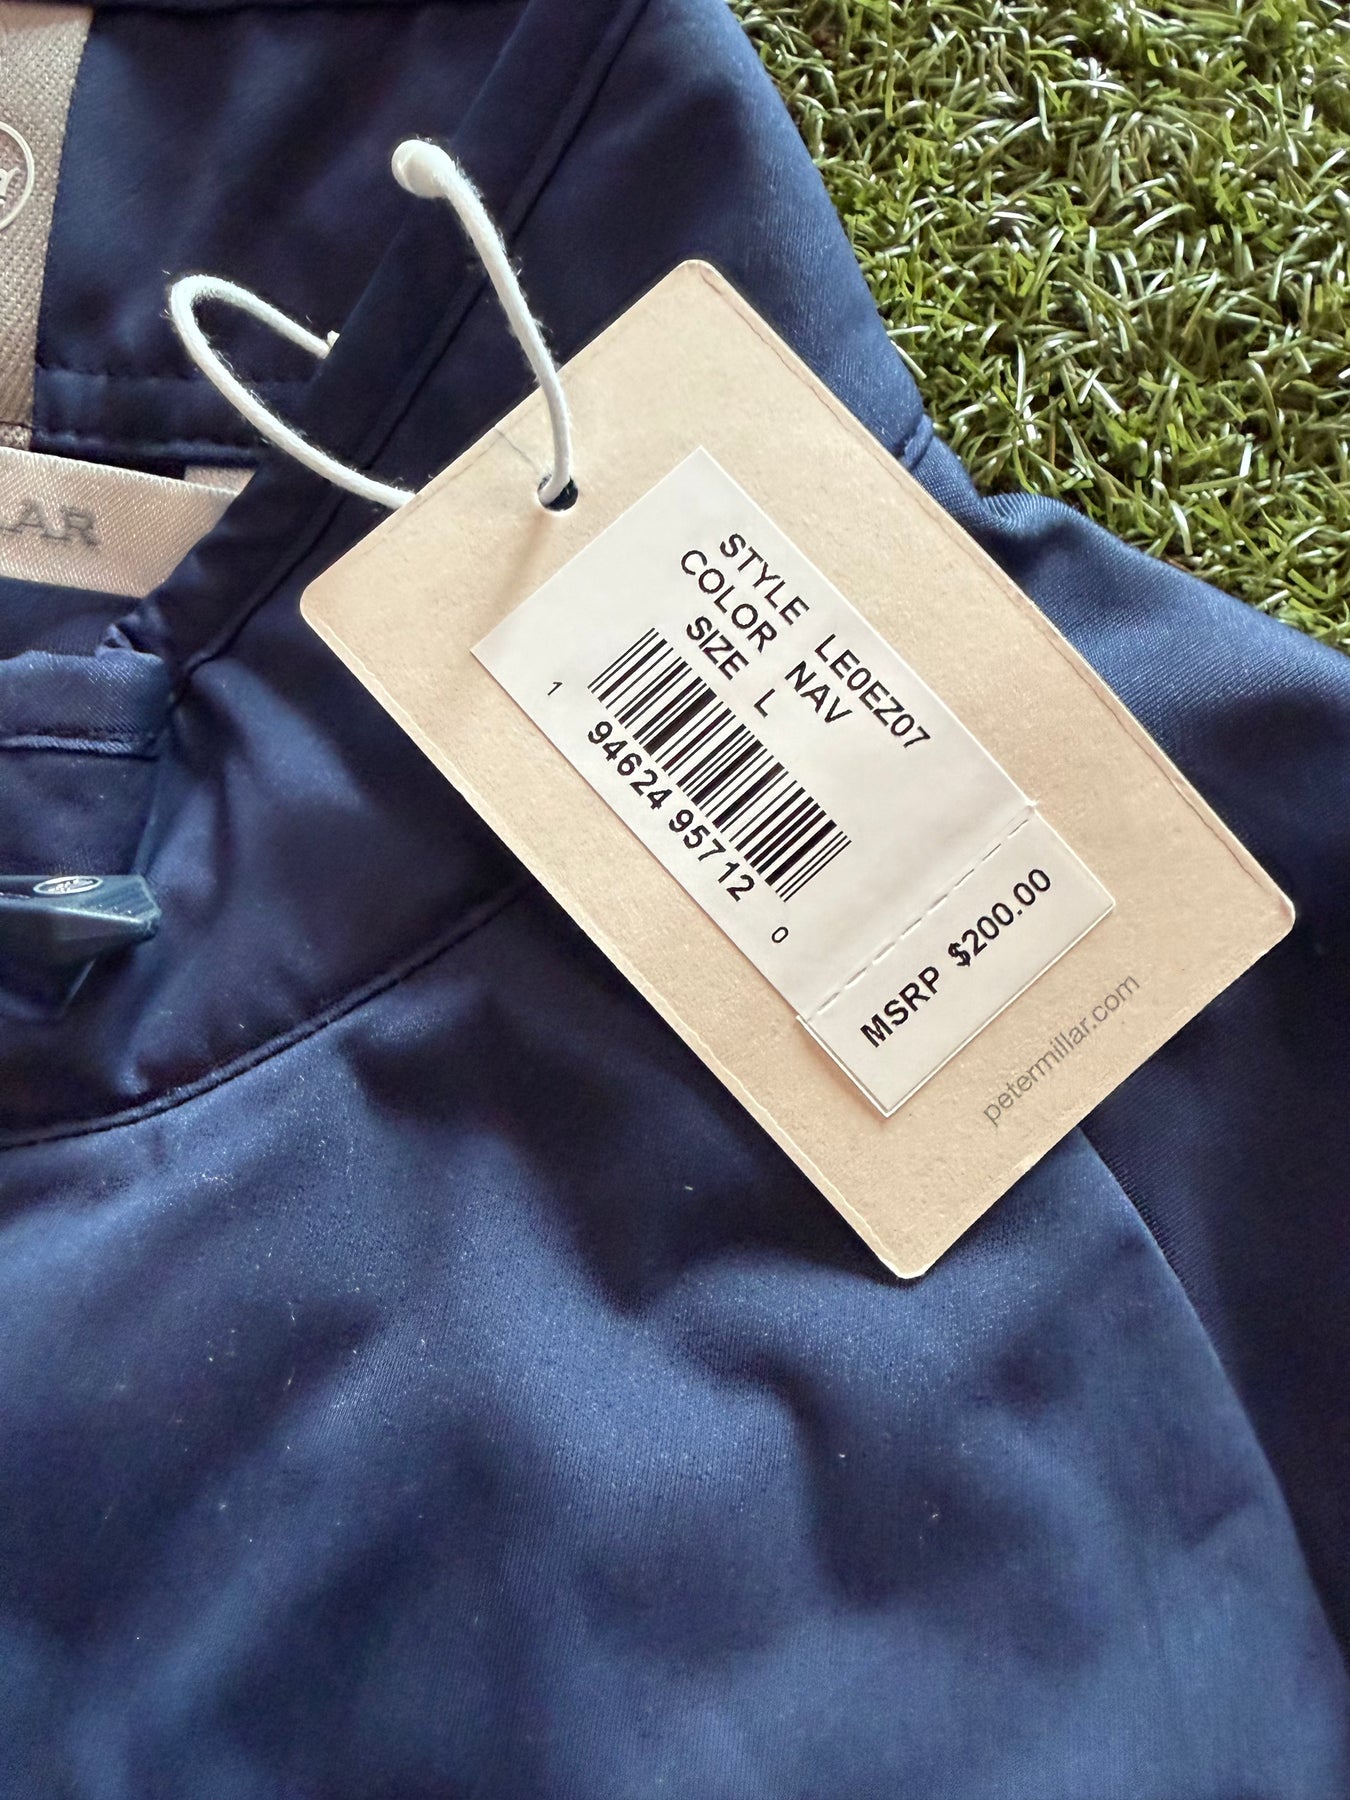 LAR
STYLE LE0EZ07
COLOR NAV
SIZE L
1 94624 95712 0
MSRP $200.00
petermillar.com